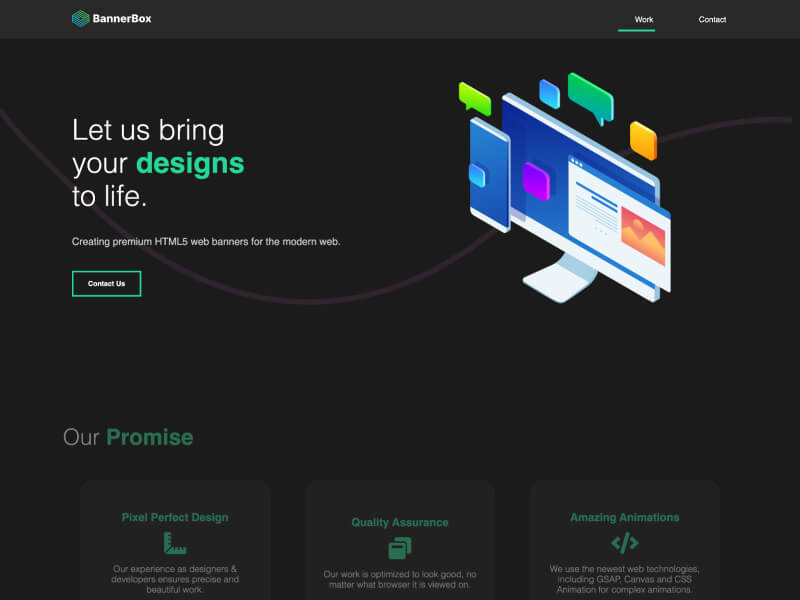 BannerBox
Work
Contact
Let us bring
your designs
to life.
Creating premium HTML5 web banners for the modern web.
Contact Us
Our Promise
Pixel Perfect Design
Our experience as designers &
developers ensures precise and
beautiful work.
Quality Assurance
Our work is optimized to look good, no
matter what browser it is viewed on.
Amazing Animations
We use the newest web technologies,
including GSAP, Canvas and CSS
Animation for complex animations.